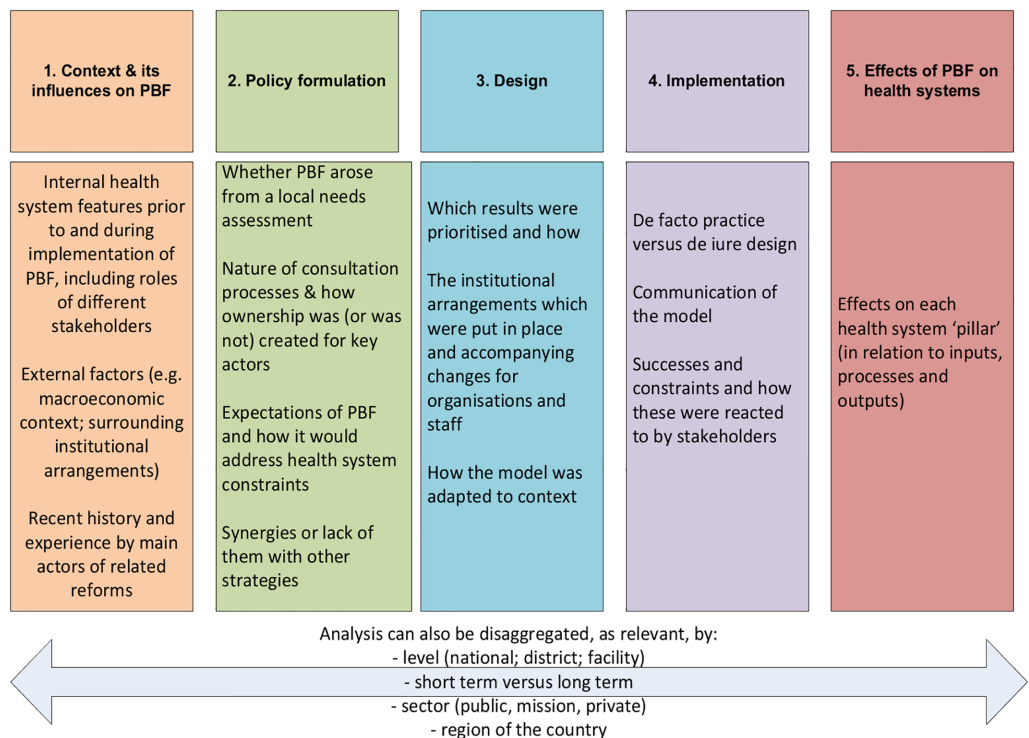 1. Context & its
influences on PBF
2. Policy formulation
3. Design
4. Implementation
5. Effects of PBF on
health systems
Internal health
system features prior
to and during
implementation of
PBF, including roles
of different
stakeholders
External factors (e.g.
macroeconomic
context; surrounding
institutional
arrangements)
Recent history and
experience by main
actors of related
reforms
Whether PBF arose
from a local needs
assessment
Nature of consultation
processes & how
ownership was (or was
not) created for key
actors
Expectations of PBF
and how it would
address health system
constraints
Synergies or lack of
them with other
strategies
Which results were
prioritised and how
The institutional
arrangements which
were put in place
and accompanying
changes for
organisations and
staff
How the model was
adapted to context
De facto practice
versus de iure design
Communication of
the model
Successes and
constraints and how
these were reacted
to by stakeholders
Effects on each
health system ‘pillar’
(in relation to inputs,
processes and
outputs)
Analysis can also be disaggregated, as relevant, by:
- level (national; district; facility)
- short term versus long term
- sector (public, mission, private)
- region of the country